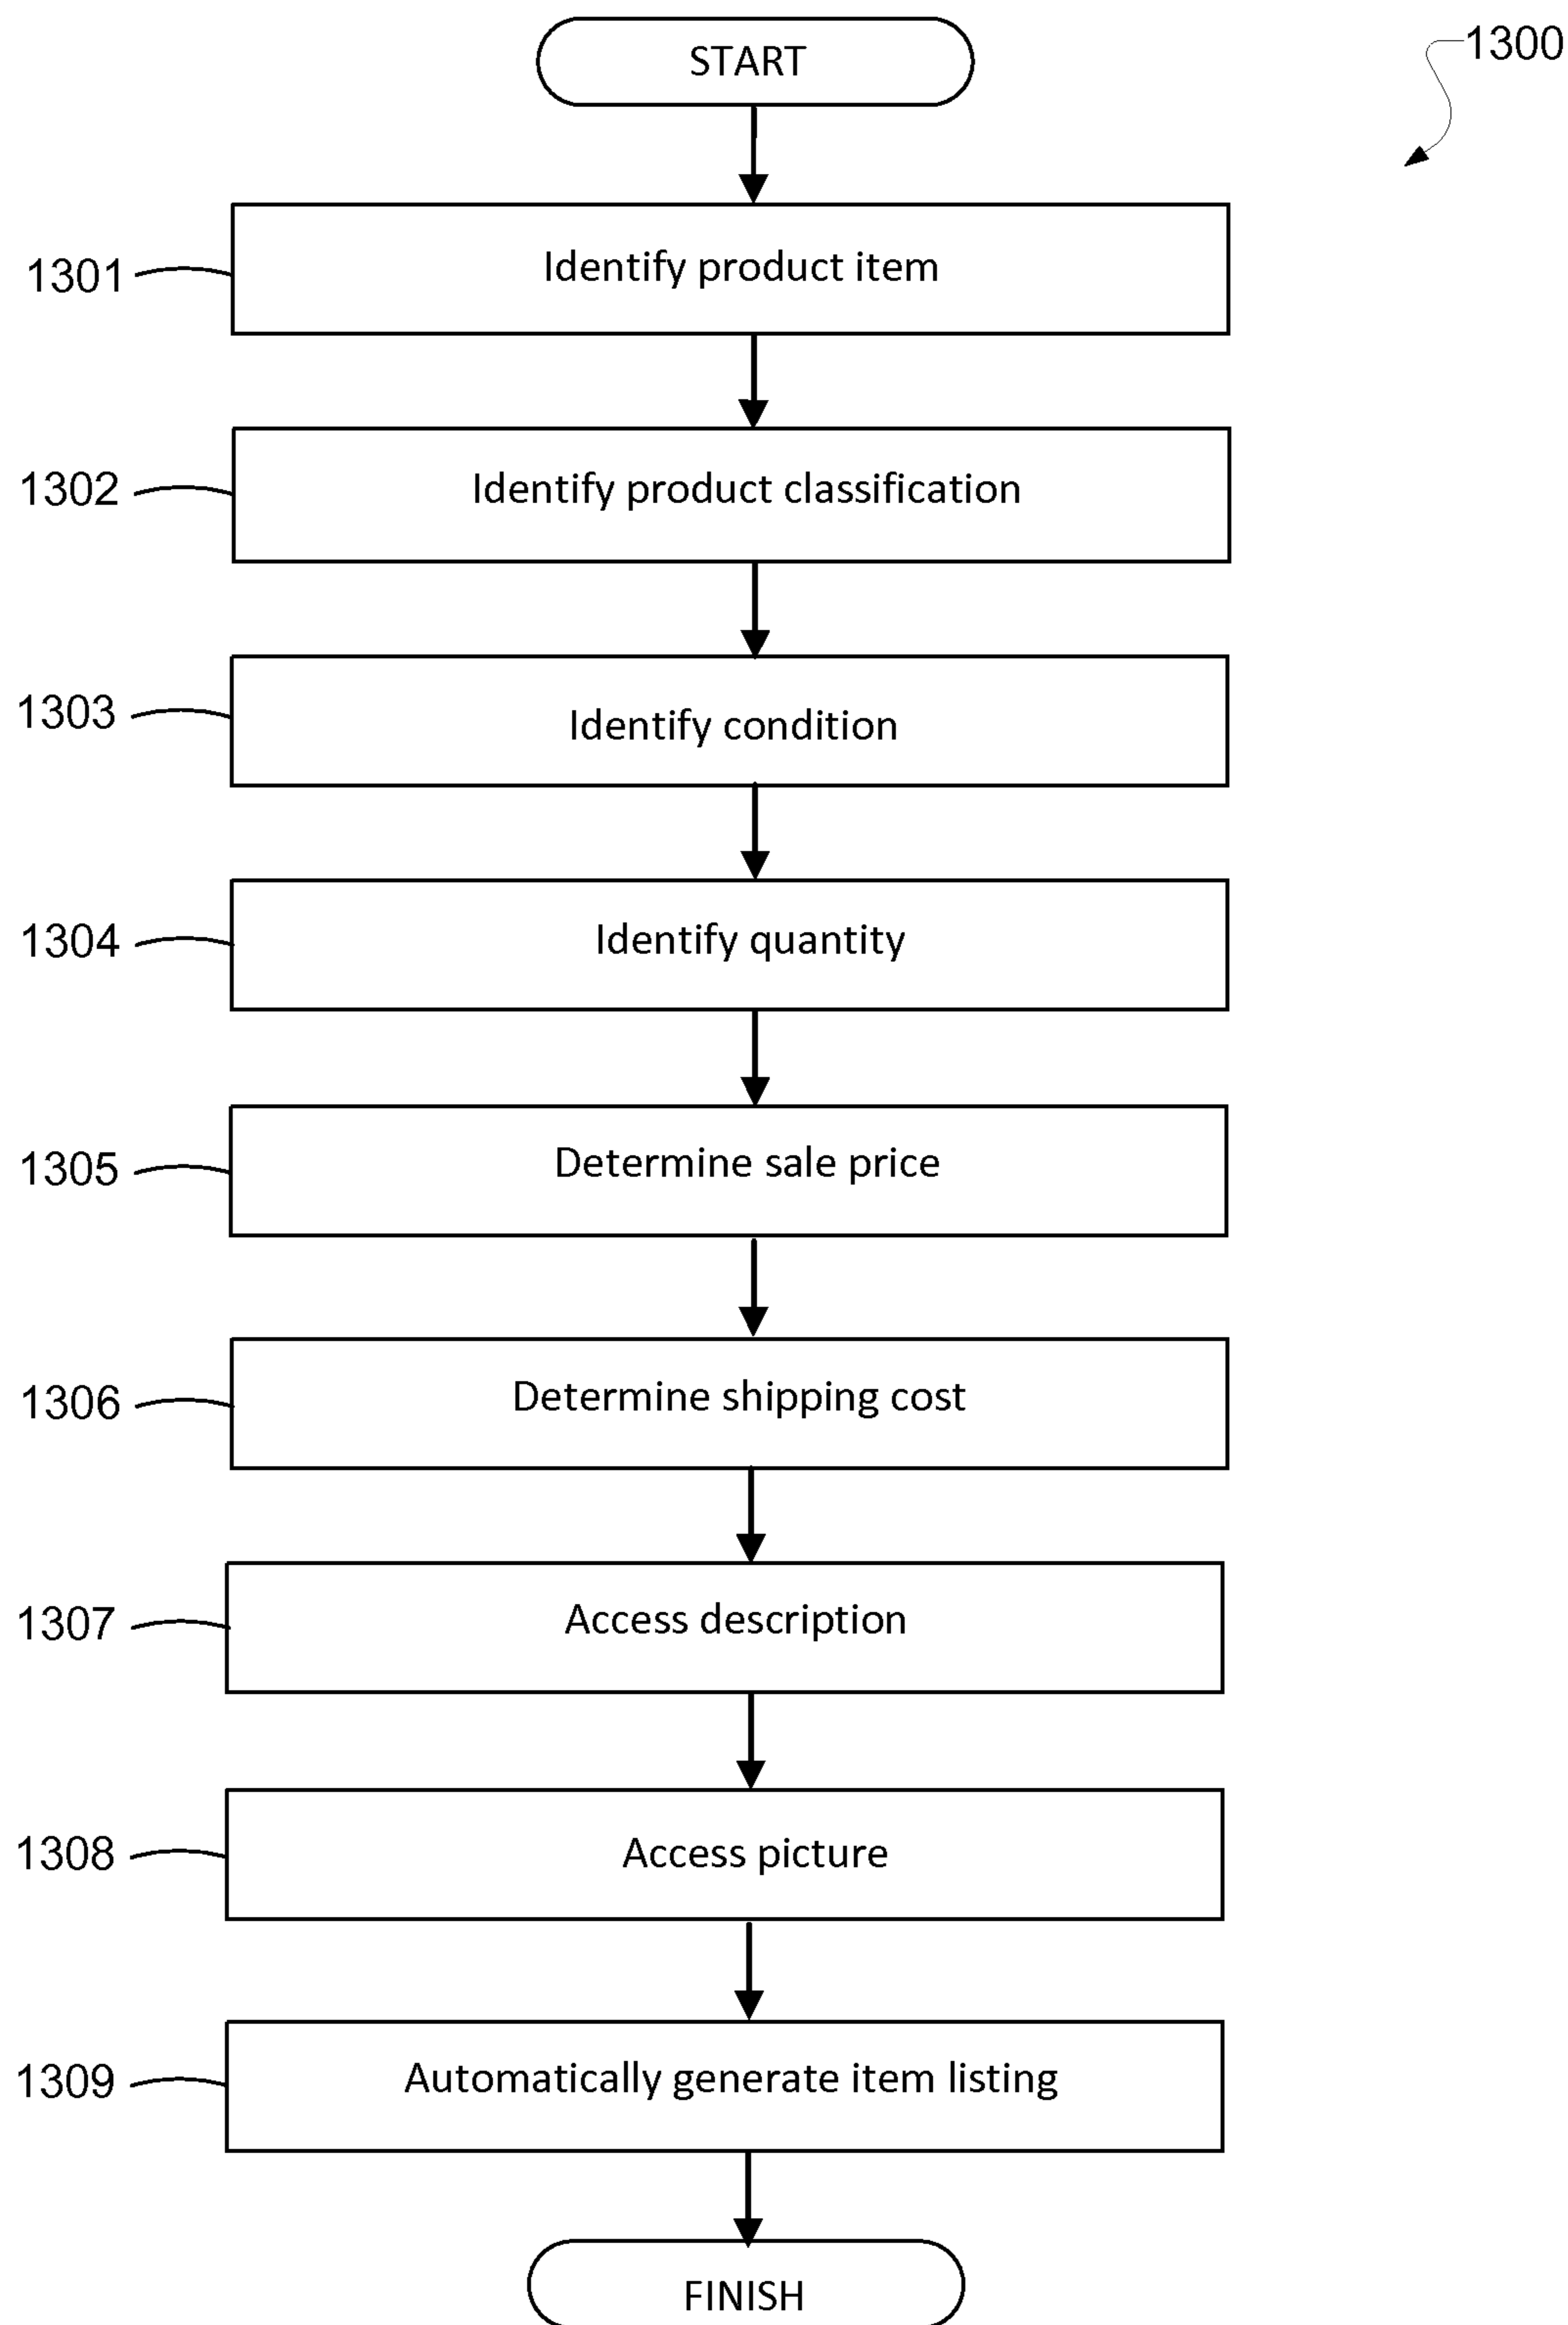 START
1300
1301
Identify product item
1302
Identify product classification
1303
Identify condition
1304
Identify quantity
1305
Determine sale price
1306
Determine shipping cost
1307
Access description
1308
Access picture
1309
Automatically generate item listing
FINISH